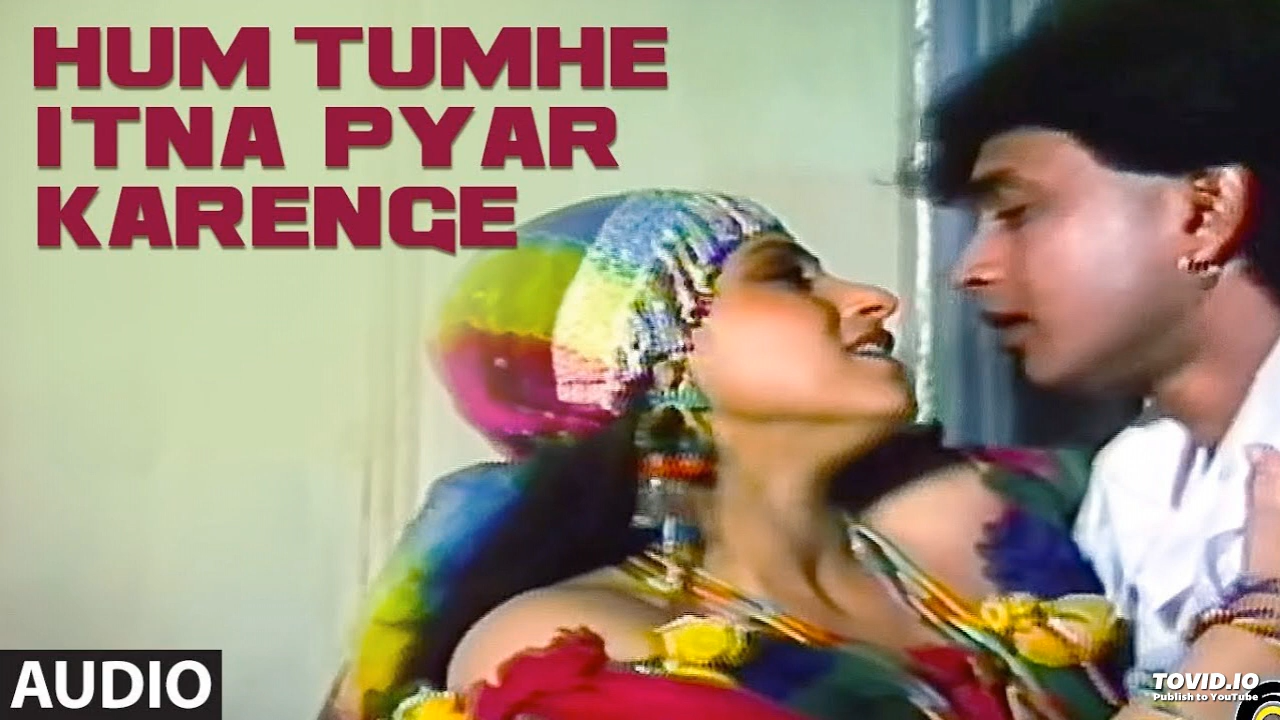 HUM TUMHE
ITNA PYAR
KARENGE
AUDIO
TOVID.IO
Publish to YouTube